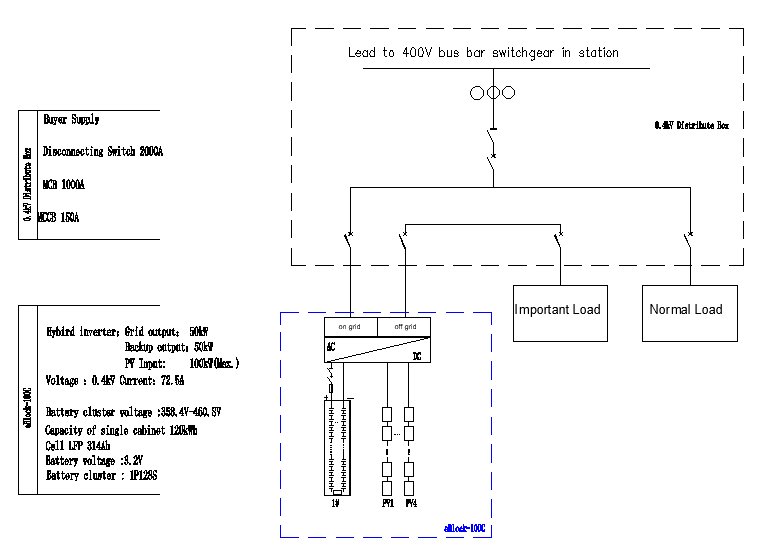 Lead to 400V bus bar switchgear in station
0.4kV Distribute Box
0.4kV Distribute Box
Buyer Supply
Disconnecting Switch 2000A
MCB 1000A
MCCB 150A
Important Load
Normal Load
on grid
off grid
AC
DC
+
-
...
1#
PV1
PV4
eBlock-100C
eBlock-100C
Hybird inverter: Grid output: 50kW
Backup output: 50kW
PV Input: 100kW(Max.)
Voltage : 0.4kV Current: 72.5A
Battery cluster voltage :358.4V-460.8V
Capacity of single cabinet 120kWh
Cell LFP 314Ah
Battery voltage :3.2V
Battery cluster : 1P128S